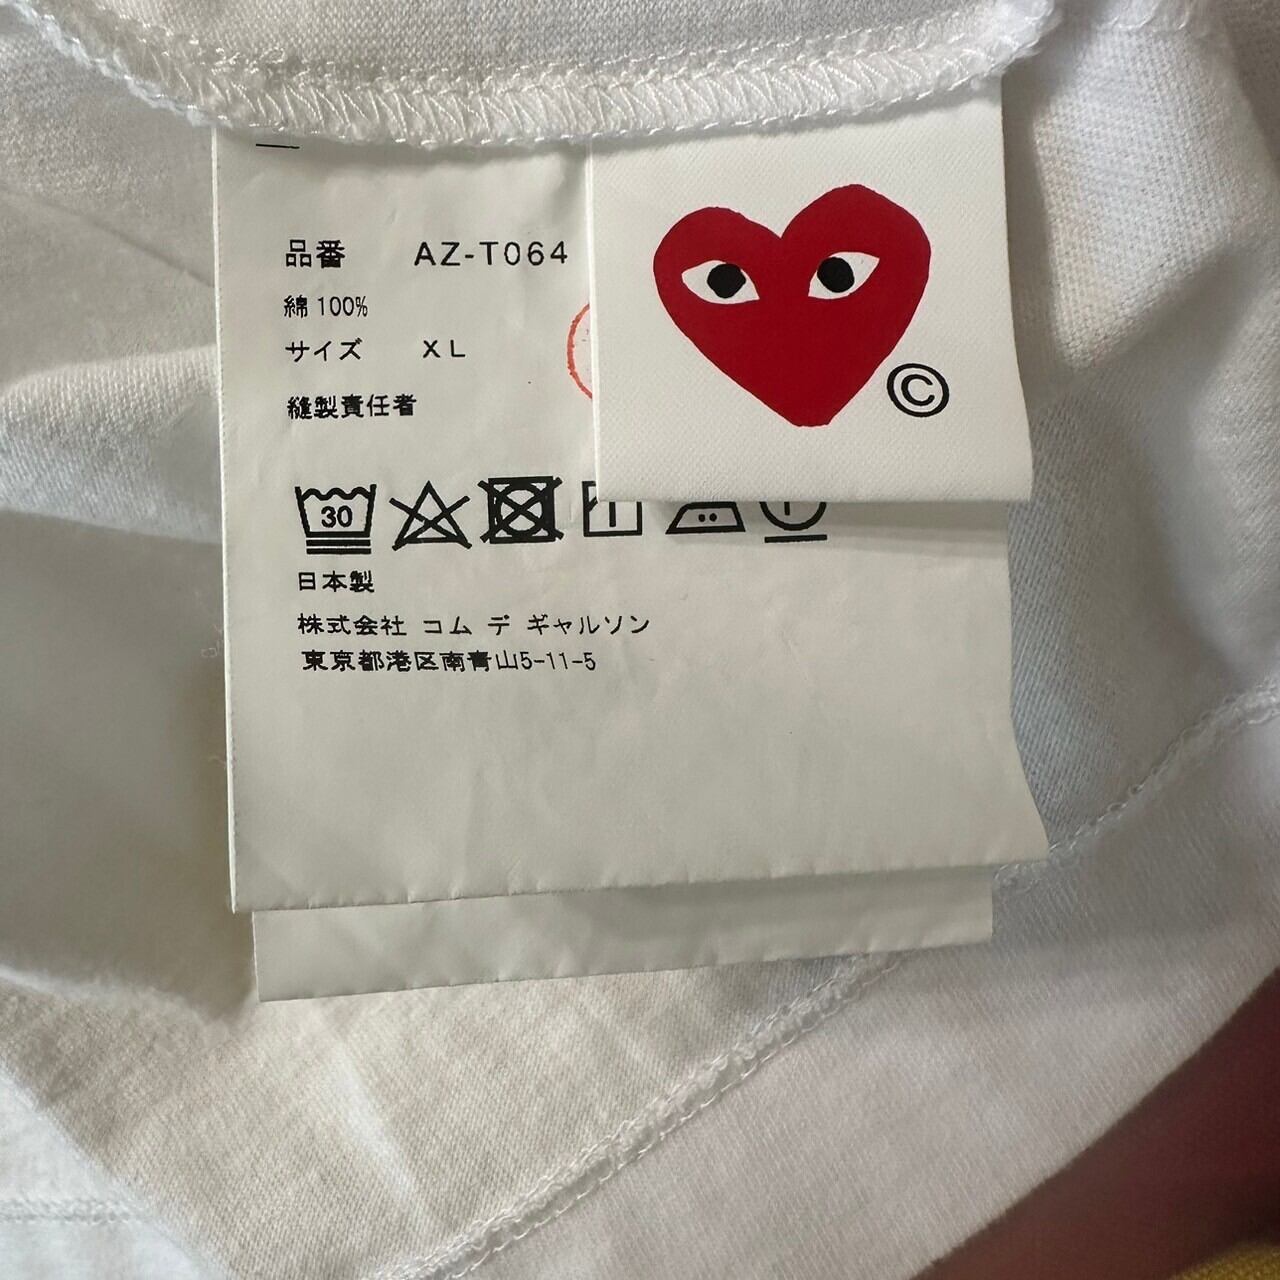 品番 AZ-T064
綿 100%
サイズ XL
縫製責任者
©
30
日本製
株式会社 コム デ ギャルソン
東京都港区南青山5-11-5